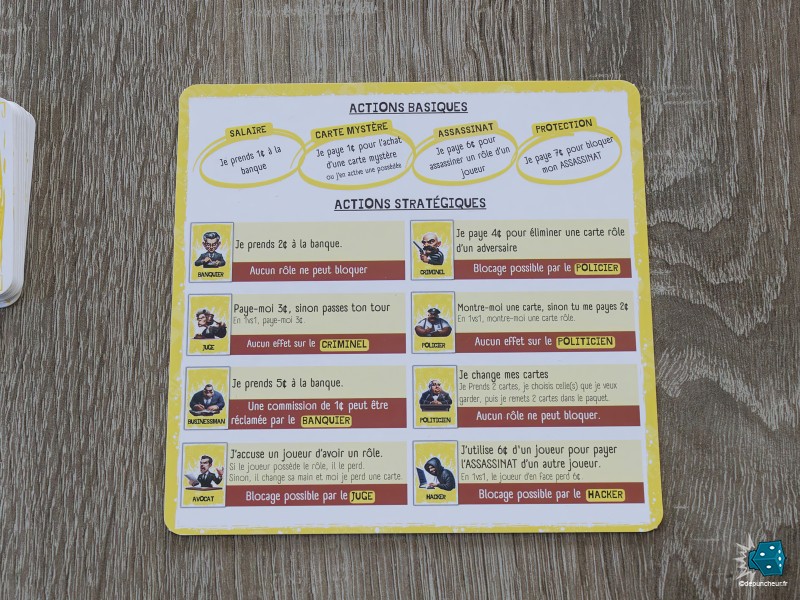 ACTIONS BASIQUES
SALAIRE
Je prends 1¢ à la
banque
CARTE MYSTÈRE
Je paye 1¢ pour l'achat
d'une carte mystère
ou j'en active une possédée
ASSASSINAT
Je paye 6¢ pour
assassiner un rôle d'un
joueur
PROTECTION
Je paye 7¢ pour bloquer
mon ASSASSINAT
ACTIONS STRATÉGIQUES
BANQUIER
Je prends 2¢ à la banque.
Aucun rôle ne peut bloquer
CRIMINEL
Je paye 4¢ pour éliminer une carte rôle
d'un adversaire
Blocage possible par le POLICIER
JUGE
Paye-moi 3¢, sinon passes ton tour
En 1vs1, paye-moi 3¢.
Aucun effet sur le CRIMINEL
POLICIER
Montre-moi une carte, sinon tu me payes 2¢
En 1vs1, montre-moi une carte rôle.
Aucun effet sur le POLITICIEN
BUSINESSMAN
Je prends 5¢ à la banque.
Une commission de 1¢ peut être
réclamée par le BANQUIER
POLITICIEN
Je change mes cartes
Je Prends 2 cartes, je choisis celle(s) que je veux
garder, puis je remets 2 cartes dans le paquet.
Aucun rôle ne peut bloquer.
AVOCAT
J'accuse un joueur d'avoir un rôle.
Si le joueur possède le rôle, il le perd.
Sinon, il change sa main et moi je perd une carte
Blocage possible par le JUGE
HACKER
J'utilise 6¢ d'un joueur pour payer
l'ASSASSINAT d'un autre joueur.
En 1vs1, le joueur d'en face perd 6¢
Blocage possible par le HACKER
©depuncheur.fr